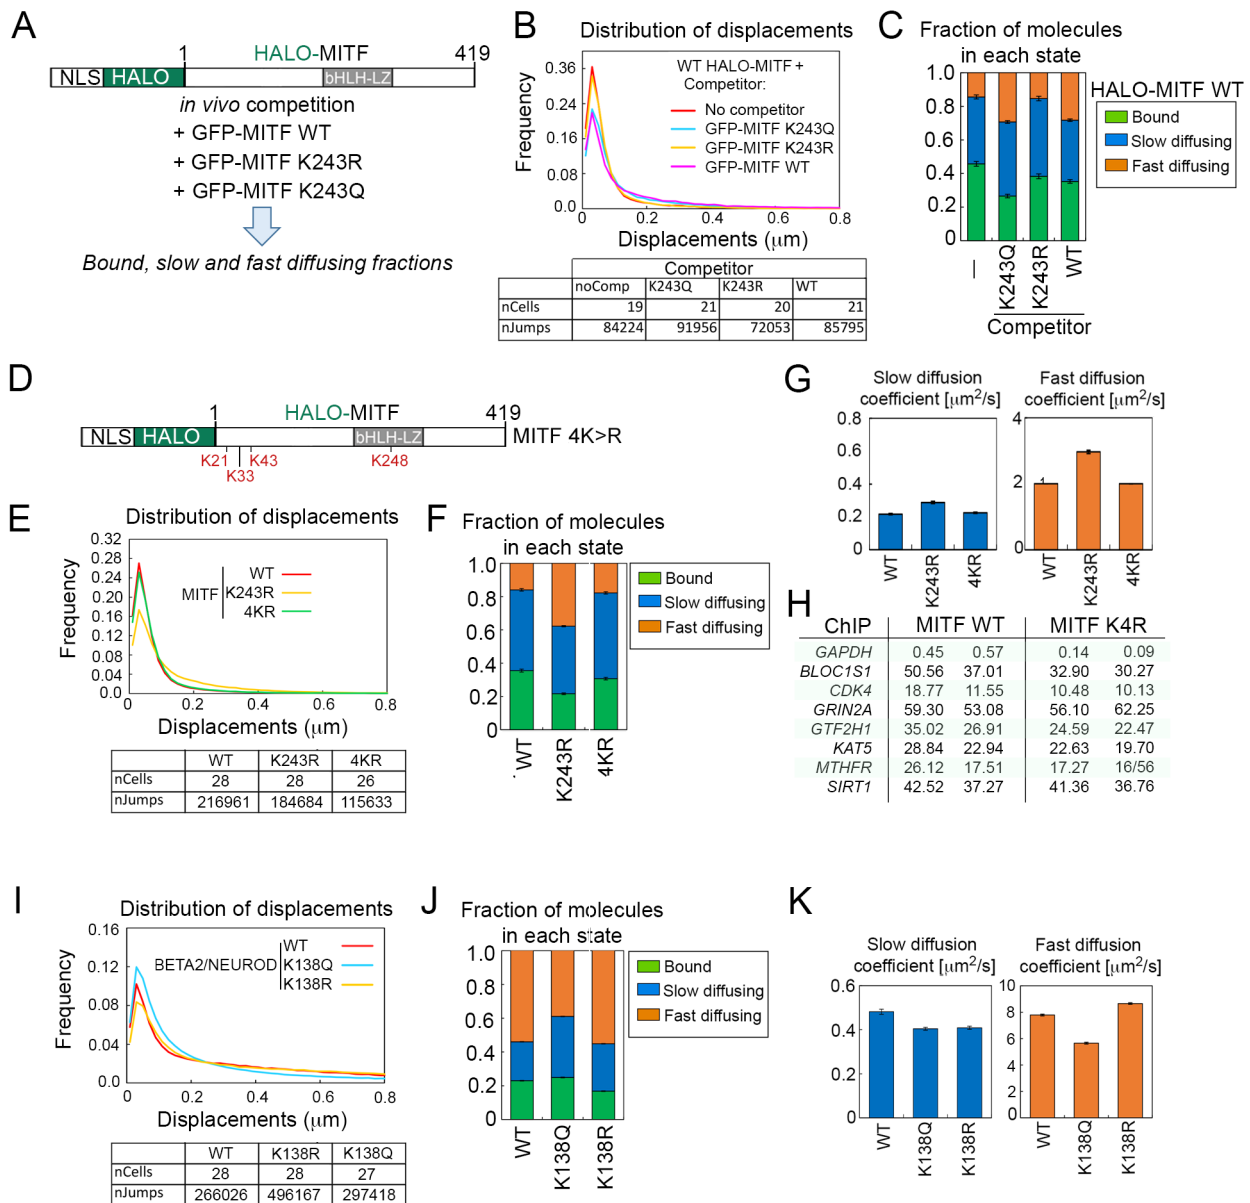 A
1 HALO-MITF 419
NLS HALO bHLH-LZ
in vivo competition
+ GFP-MITF WT
+ GFP-MITF K243R
+ GFP-MITF K243Q
Bound, slow and fast diffusing fractions
B
Distribution of displacements
Frequency
0.36
0.24
0.08
0.0
WT HALO-MITF +
Competitor:
No competitor
GFP-MITF K243Q
GFP-MITF K243R
GFP-MITF WT
0 0.2 0.4 0.6 0.8
Displacements (μm)
Competitor
noComp K243Q K243R WT
nCells 19 21 20 21
nJumps 84224 91956 72053 85795
C
Fraction of molecules
in each state
1.0
0.8
0.6
0.4
0.2
0
— K243Q K243R WT
Competitor
HALO-MITF WT
Bound
Slow diffusing
Fast diffusing
D
1 HALO-MITF 419
NLS HALO bHLH-LZ MITF 4K>R
K21 K43 K248
K33
E
Distribution of displacements
Frequency
0.32
0.28
0.24
0.20
0.16
0.12
0.08
0.04
0.0
MITF
WT
K243R
4KR
0 0.2 0.4 0.6 0.8
Displacements (μm)
WT K243R 4KR
nCells 28 28 26
nJumps 216961 184684 115633
F
Fraction of molecules
in each state
1.0
0.8
0.6
0.4
0.2
0
WT K243R 4KR
Bound
Slow diffusing
Fast diffusing
G
Slow diffusion
coefficient [μm2/s]
0.8
0.6
0.4
0.2
0
WT K243R 4KR
Fast diffusion
coefficient [μm2/s]
4
2
0
1
WT K243R 4KR
H
ChIP MITF WT MITF K4R
GAPDH 0.45 0.57 0.14 0.09
BLOC1S1 50.56 37.01 32.90 30.27
CDK4 18.77 11.55 10.48 10.13
GRIN2A 59.30 53.08 56.10 62.25
GTF2H1 35.02 26.91 24.59 22.47
KAT5 28.84 22.94 22.63 19.70
MTHFR 26.12 17.51 17.27 16/56
SIRT1 42.52 37.27 41.36 36.76
I
Distribution of displacements
Frequency
0.16
0.12
0.08
0.04
0.0
BETA2/NEUROD
WT
K138Q
K138R
0 0.2 0.4 0.6 0.8
Displacements (μm)
WT K138R K138Q
nCells 28 28 27
nJumps 266026 496167 297418
J
Fraction of molecules
in each state
1.0
0.8
0.6
0.4
0.2
0
WT K138Q K138R
Bound
Slow diffusing
Fast diffusing
K
Slow diffusion
coefficient [μm2/s]
0.6
0.4
0.2
0
WT K138Q K138R
Fast diffusion
coefficient [μm2/s]
10
8
6
4
2
0
WT K138Q K138R